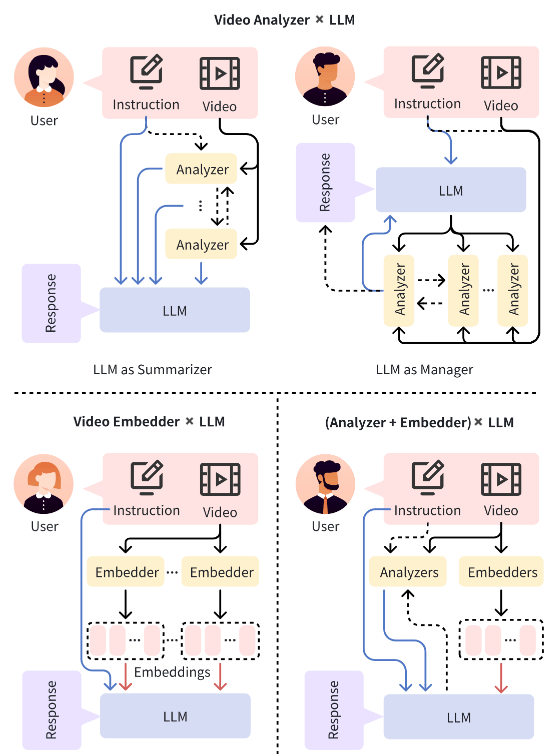 Video Analyzer × LLM
User
Instruction
Video
Analyzer
...
Analyzer
Response
LLM
LLM as Summarizer
User
Instruction
Video
Response
LLM
Analyzer
Analyzer
...
Analyzer
LLM as Manager
Video Embedder × LLM
User
Instruction
Video
Embedder ... Embedder
... ... ...
Embeddings
Response
LLM
(Analyzer + Embedder) × LLM
User
Instruction
Video
Analyzers
Embedders
...
Response
LLM